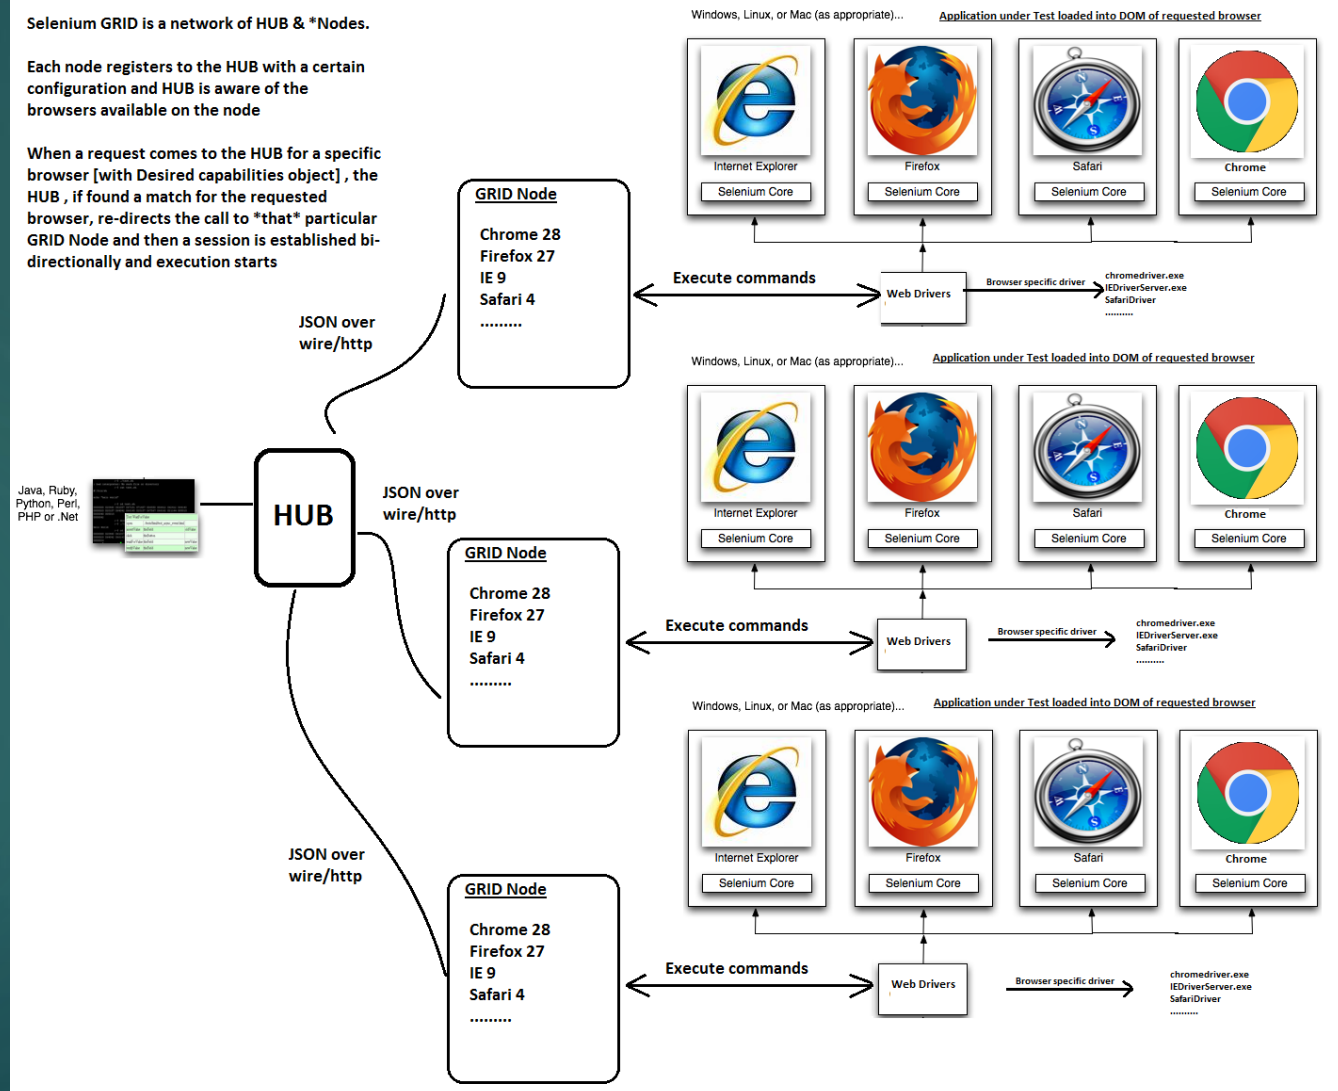 Selenium GRID is a network of HUB & *Nodes.
Each node registers to the HUB with a certain
configuration and HUB is aware of the
browsers available on the node
When a request comes to the HUB for a specific
browser [with Desired capabilities object] , the
HUB , if found a match for the requested
browser, re-directs the call to *that* particular
GRID Node and then a session is established bi-
directionally and execution starts
Windows, Linux, or Mac (as appropriate)...
Application under Test loaded into DOM of requested browser
Internet Explorer
Firefox
Safari
Chrome
Selenium Core
Selenium Core
Selenium Core
Selenium Core
GRID Node
Chrome 28
Firefox 27
IE 9
Safari 4
.........
Execute commands
Web Drivers
Browser specific driver
chromedriver.exe
IEDriverServer.exe
SafariDriver
..........
JSON over
wire/http
Windows, Linux, or Mac (as appropriate)...
Application under Test loaded into DOM of requested browser
Internet Explorer
Firefox
Safari
Chrome
Selenium Core
Selenium Core
Selenium Core
Selenium Core
Java, Ruby,
Python, Perl,
PHP or .Net
HUB
JSON over
wire/http
GRID Node
Chrome 28
Firefox 27
IE 9
Safari 4
.........
Execute commands
Web Drivers
Browser specific driver
chromedriver.exe
IEDriverServer.exe
SafariDriver
..........
Windows, Linux, or Mac (as appropriate)...
Application under Test loaded into DOM of requested browser
Internet Explorer
Firefox
Safari
Chrome
Selenium Core
Selenium Core
Selenium Core
Selenium Core
JSON over
wire/http
GRID Node
Chrome 28
Firefox 27
IE 9
Safari 4
.........
Execute commands
Web Drivers
Browser specific driver
chromedriver.exe
IEDriverServer.exe
SafariDriver
..........